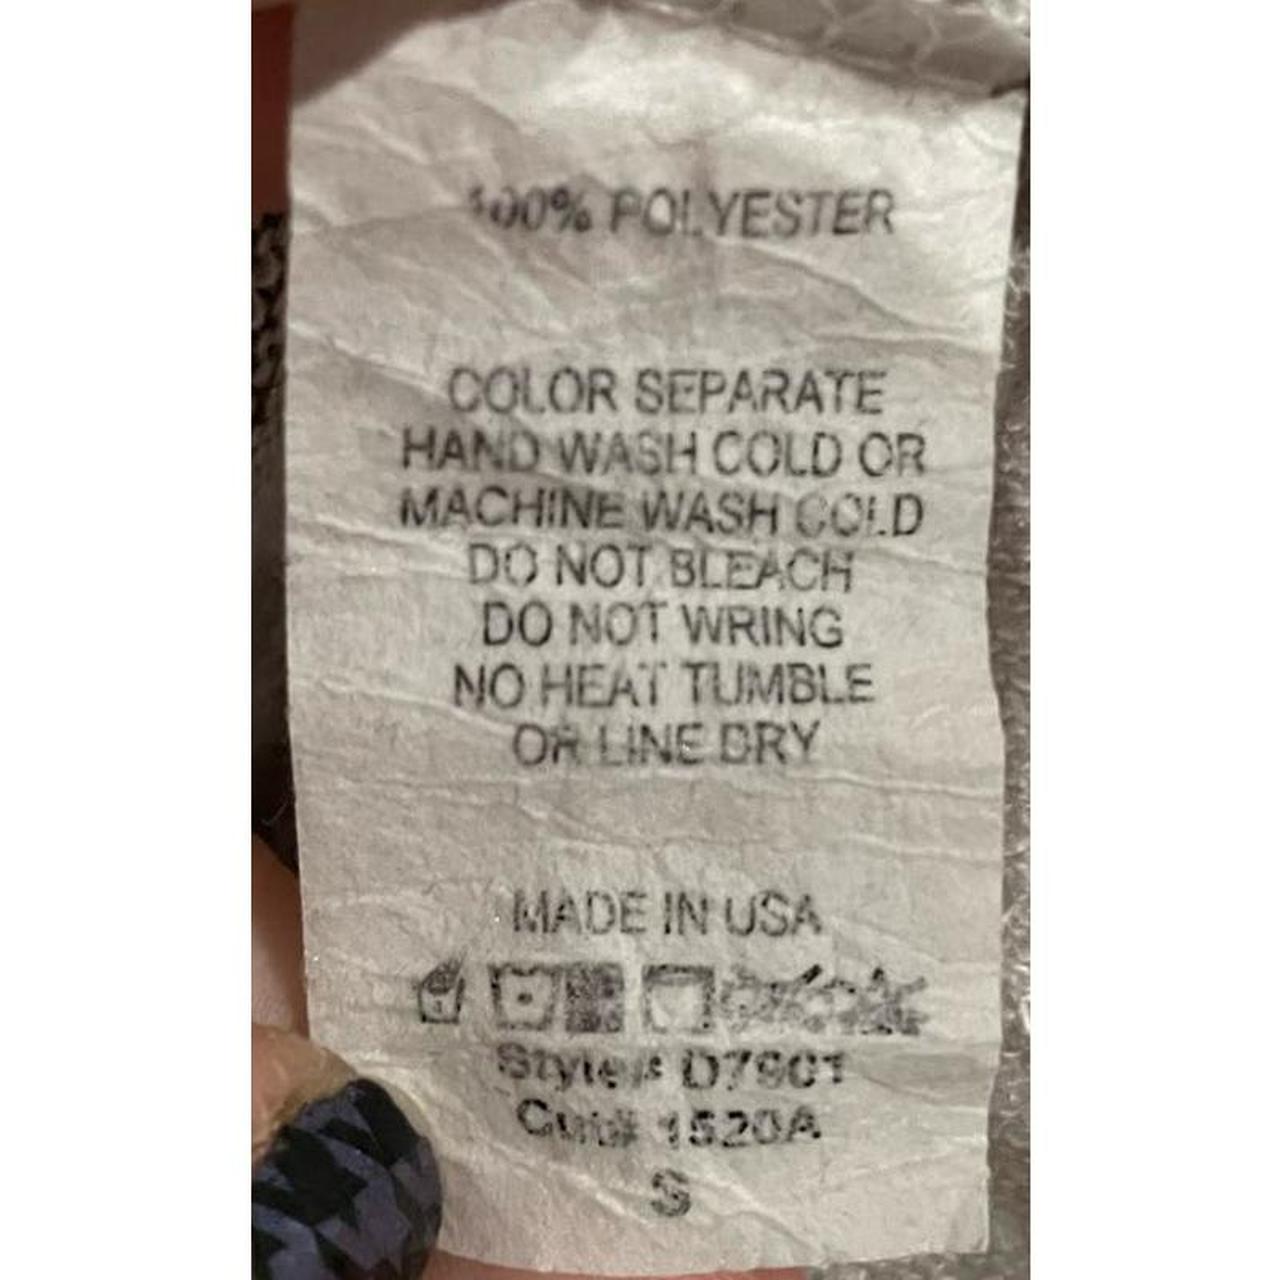 100% POLYESTER
COLOR SEPARATE
HAND WASH COLD OR
MACHINE WASH COLD
DO NOT BLEACH
DO NOT WRING
NO HEAT TUMBLE
OR LINE DRY
MADE IN USA
Style# D7901
Cut# 1520A
S